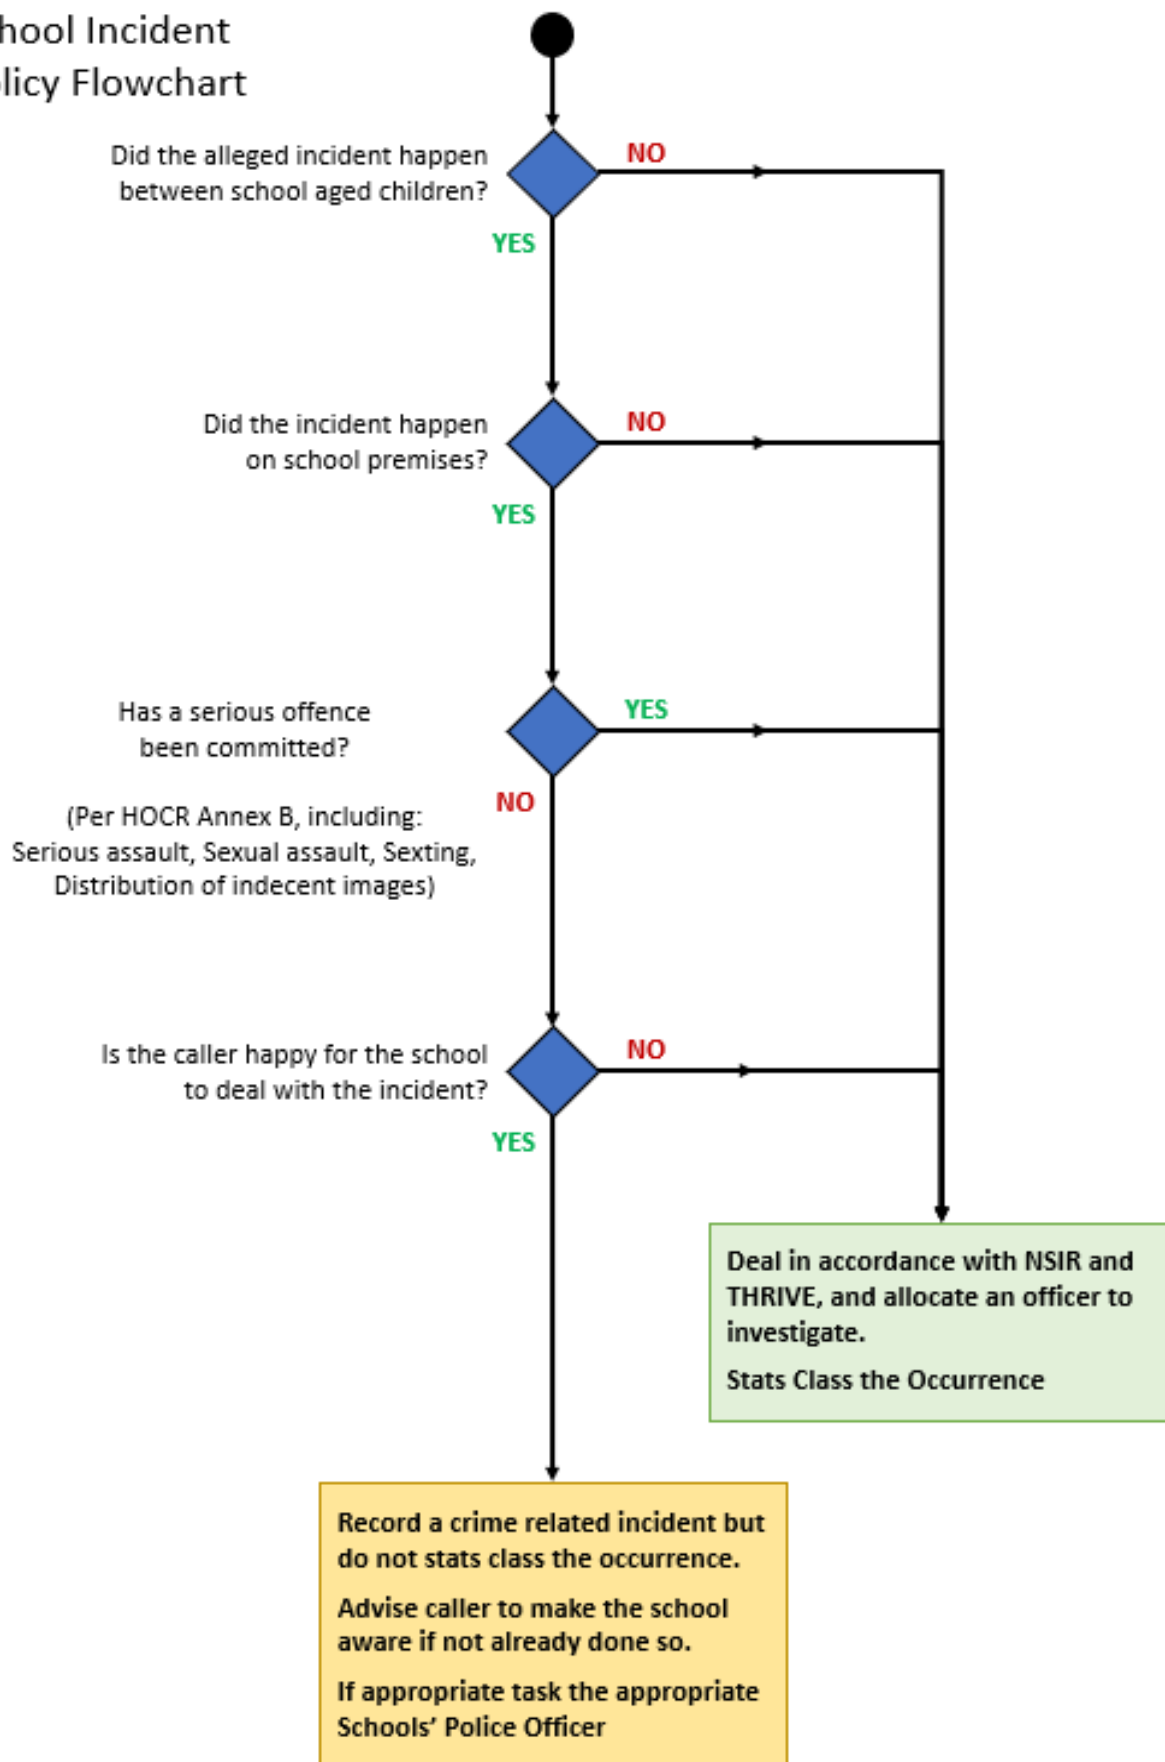 hool Incident
licy Flowchart
Did the alleged incident happen
between school aged children?
NO
YES
Did the incident happen
on school premises?
NO
YES
Has a serious offence
been committed?
YES
NO
(Per HOCR Annex B, including:
Serious assault, Sexual assault, Sexting,
Distribution of indecent images)
Is the caller happy for the school
to deal with the incident?
NO
YES
Deal in accordance with NSIR and
THRIVE, and allocate an officer to
investigate.
Stats Class the Occurrence
Record a crime related incident but
do not stats class the occurrence.
Advise caller to make the school
aware if not already done so.
If appropriate task the appropriate
Schools' Police Officer